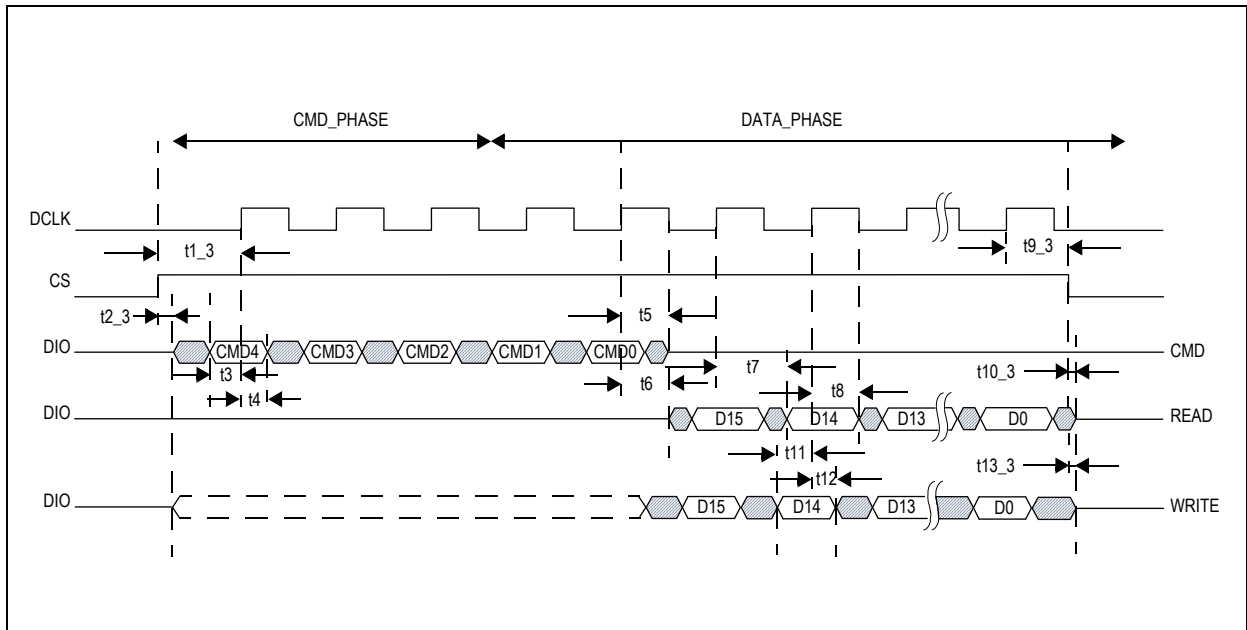 CMD_PHASE DATA_PHASE
DCLK
t1_3 t9_3
CS
t2_3 t5
DIO CMD4 CMD3 CMD2 CMD1 CMD0 CMD
t3 t6 t7 t10_3
t4 t8
DIO D15 D14 D13 D0 READ
t11 t13_3
t12
DIO D15 D14 D13 D0 WRITE